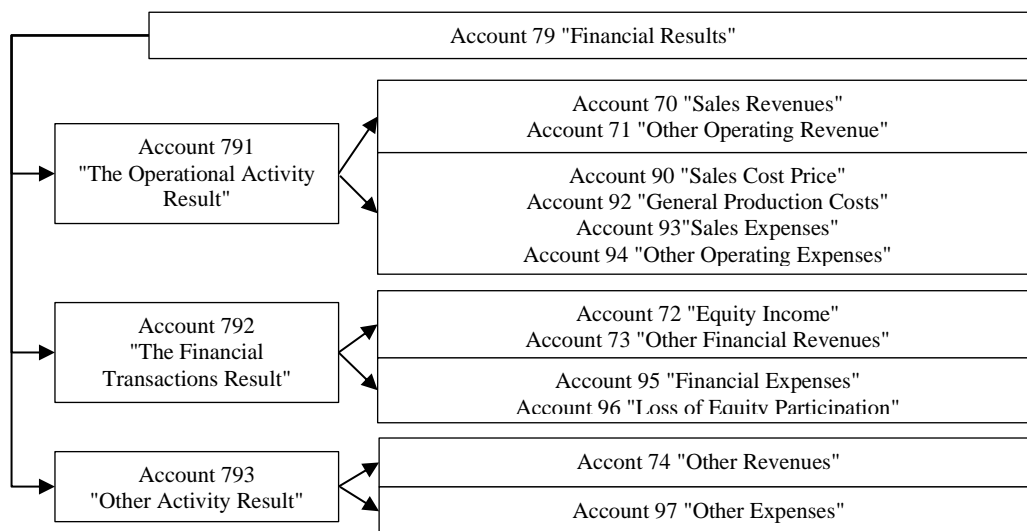 Account 79 "Financial Results"
Account 791
"The Operational Activity
Result"
Account 70 "Sales Revenues"
Account 71 "Other Operating Revenue"
Account 90 "Sales Cost Price"
Account 92 "General Production Costs"
Account 93"Sales Expenses"
Account 94 "Other Operating Expenses"
Account 792
"The Financial
Transactions Result"
Account 72 "Equity Income"
Account 73 "Other Financial Revenues"
Account 95 "Financial Expenses"
Account 96 "Loss of Equity Participation"
Account 793
"Other Activity Result"
Accont 74 "Other Revenues"
Account 97 "Other Expenses"